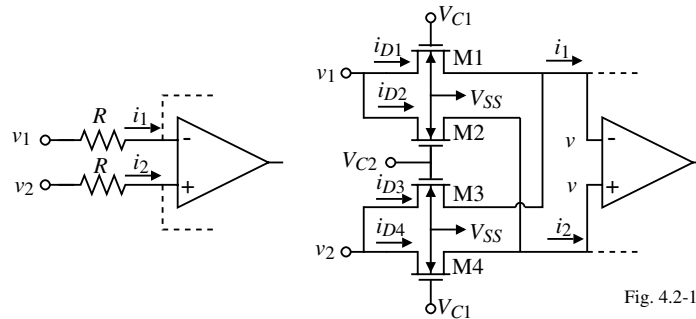 V_C1
i_D1
M1
i_1
v_1
i_D2
V_SS
R
i_1
v_1
-
M2
v
-
R
i_2
V_C2
v_2
+
i_D3
M3
v
+
i_D4
V_SS
i_2
v_2
M4
V_C1
Fig. 4.2-1